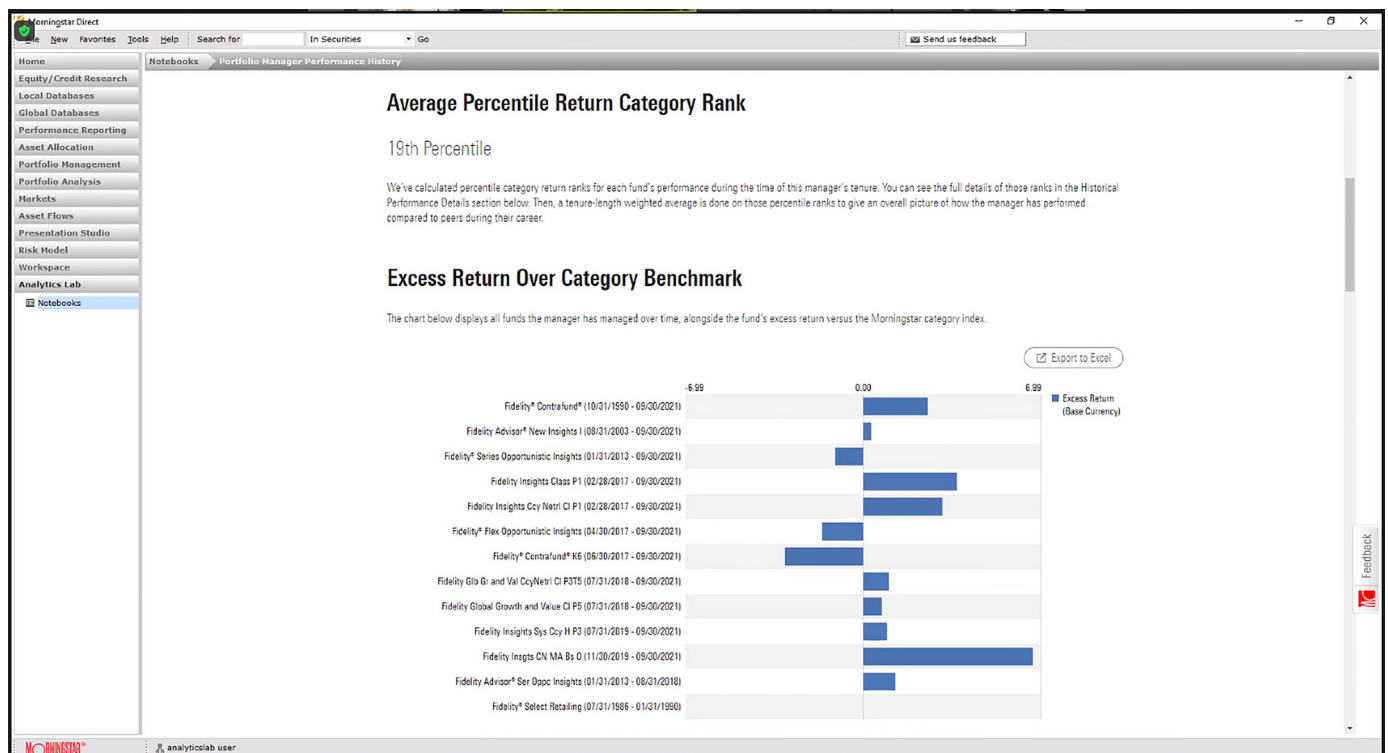 Morningstar Direct
File New Favorites Tools Help Search for In Securities Go Send us feedback
Home
Notebooks Portfolio Manager Performance History
Equity/Credit Research
Local Databases
Global Databases
Performance Reporting
Asset Allocation
Portfolio Management
Portfolio Analysis
Markets
Asset Flows
Presentation Studio
Risk Model
Workspace
Analytics Lab
Notebooks
Average Percentile Return Category Rank
19th Percentile
We've calculated percentile category return ranks for each fund's performance during the time of this manager's tenure. You can see the full details of those ranks in the Historical
Performance Details section below. Then, a tenure-length weighted average is done on those percentile ranks to give an overall picture of how the manager has performed
compared to peers during their career.
Excess Return Over Category Benchmark
The chart below displays all funds the manager has managed over time, alongside the fund's excess return versus the Morningstar category index.
Export to Excel
-6.99 0.00 6.99
Excess Return
(Base Currency)
Fidelity® Contrafund® (10/31/1990 - 09/30/2021)
Fidelity Advisor® New Insights I (08/31/2003 - 09/30/2021)
Fidelity® Series Opportunistic Insights (01/31/2013 - 09/30/2021)
Fidelity Insights Class P1 (02/28/2017 - 09/30/2021)
Fidelity Insights Ccy Netrl Cl P1 (02/28/2017 - 09/30/2021)
Fidelity® Flex Opportunistic Insights (04/30/2017 - 09/30/2021)
Fidelity® Contrafund® K6 (06/30/2017 - 09/30/2021)
Fidelity Glb Gr and Val CcyNetrl Cl P3T5 (07/31/2018 - 09/30/2021)
Fidelity Global Growth and Value Cl P5 (07/31/2018 - 09/30/2021)
Fidelity Insights Sys Ccy H P3 (07/31/2019 - 09/30/2021)
Fidelity Insgts CN MA Bs O (11/30/2019 - 09/30/2021)
Fidelity Advisor® Ser Oppc Insights (01/31/2013 - 08/31/2018)
Fidelity® Select Retailing (07/31/1986 - 01/31/1990)
Feedback
MORNINGSTAR® analyticslab user